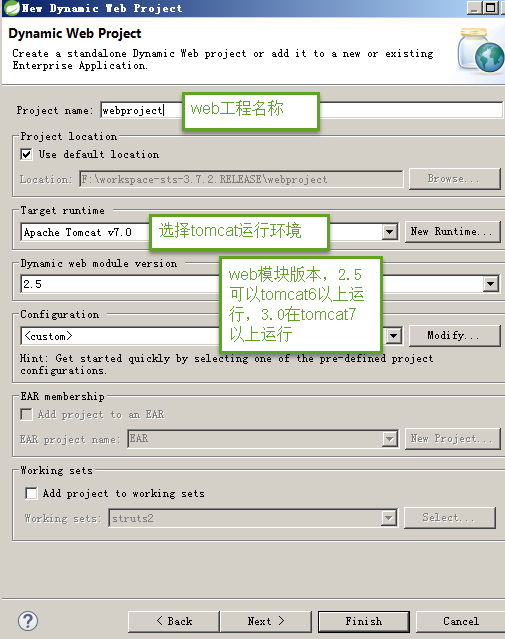 New Dynamic Web Project
Dynamic Web Project
Create a standalone Dynamic Web project or add it to a new or existing
Enterprise Application.
Project name: webproject
web工程名称
Project location
Use default location
Location: F:\workspace-sts-3.7.2.RELEASE\webproject Browse...
Target runtime
Apache Tomcat v7.0 New Runtime...
选择tomcat运行环境
Dynamic web module version
2.5
web模块版本，2.5
可以tomcat6以上运
行，3.0在tomcat7
以上运行
Configuration
<custom> Modify...
Hint: Get started quickly by selecting one of the pre-defined project
configurations.
EAR membership
Add project to an EAR
EAR project name: EAR New Project...
Working sets
Add project to working sets
Working sets: struts2 Select...
? < Back Next > Finish Cancel